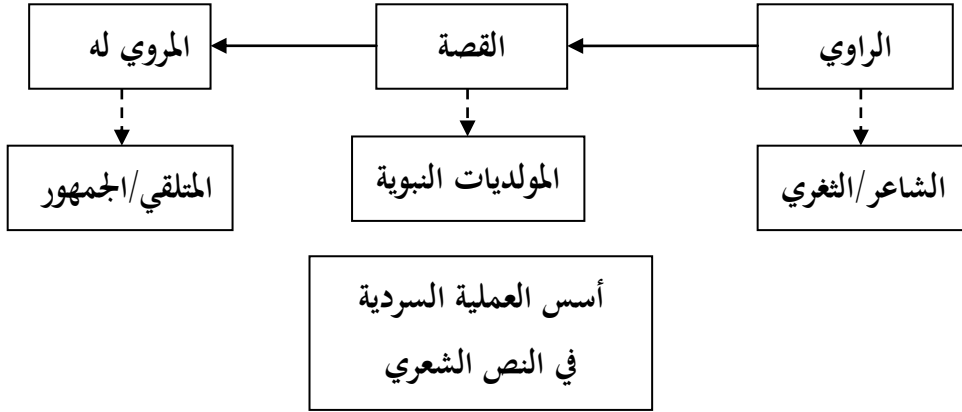 الراوي
القصة
المروي له
الشاعر/الثغري
المولديات النبوية
المتلقي/الجمهور
أسس العملية السردية
في النص الشعري